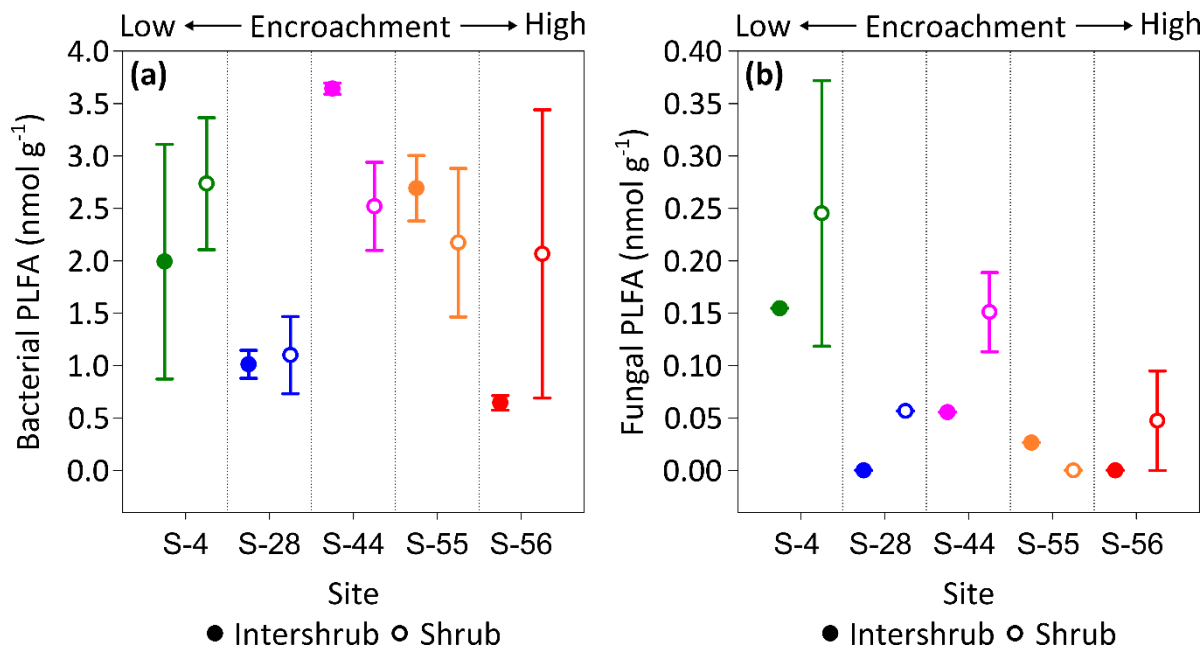 Low ← Encroachment → High
(a)
Bacterial PLFA (nmol g⁻¹)
4.0
3.5
3.0
2.5
2.0
1.5
1.0
0.5
0.0
S-4 S-28 S-44 S-55 S-56
Site
● Intershrub ○ Shrub
Low ← Encroachment → High
(b)
Fungal PLFA (nmol g⁻¹)
0.40
0.35
0.30
0.25
0.20
0.15
0.10
0.05
0.00
S-4 S-28 S-44 S-55 S-56
Site
● Intershrub ○ Shrub